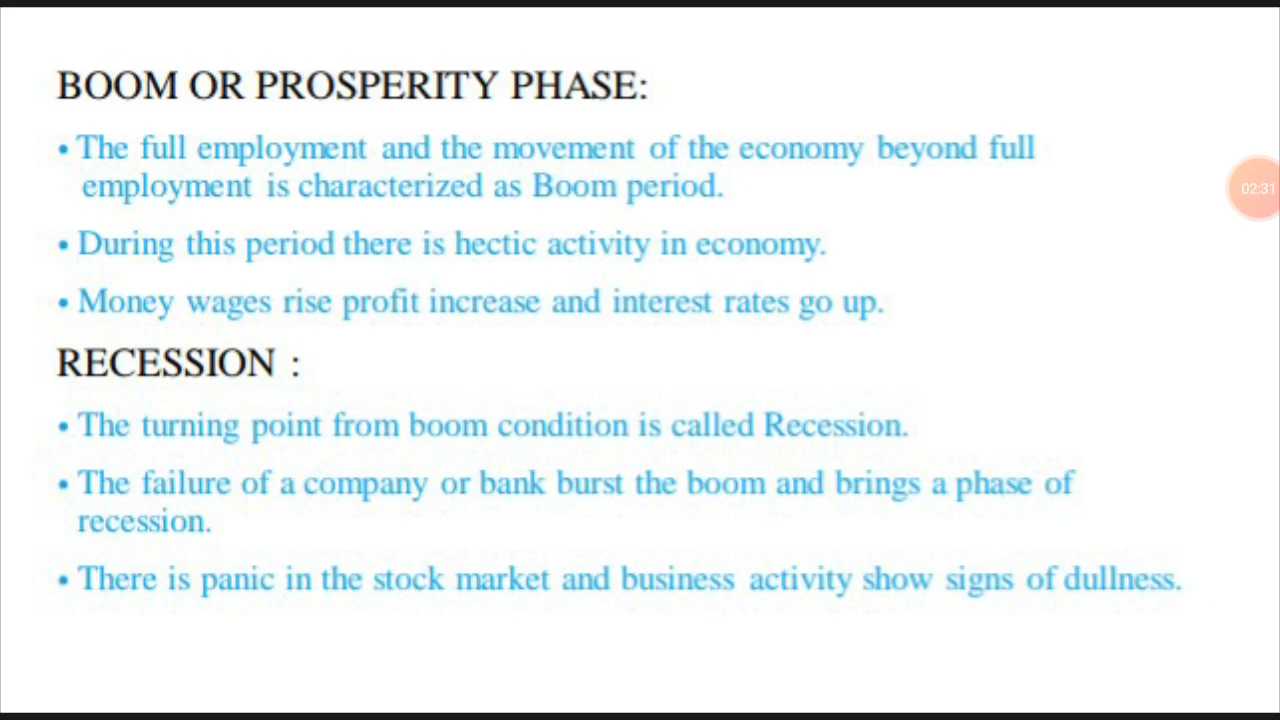 BOOM OR PROSPERITY PHASE:
• The full employment and the movement of the economy beyond full
employment is characterized as Boom period.
• During this period there is hectic activity in economy.
• Money wages rise profit increase and interest rates go up.
RECESSION :
• The turning point from boom condition is called Recession.
• The failure of a company or bank burst the boom and brings a phase of
recession.
• There is panic in the stock market and business activity show signs of dullness.
02:31